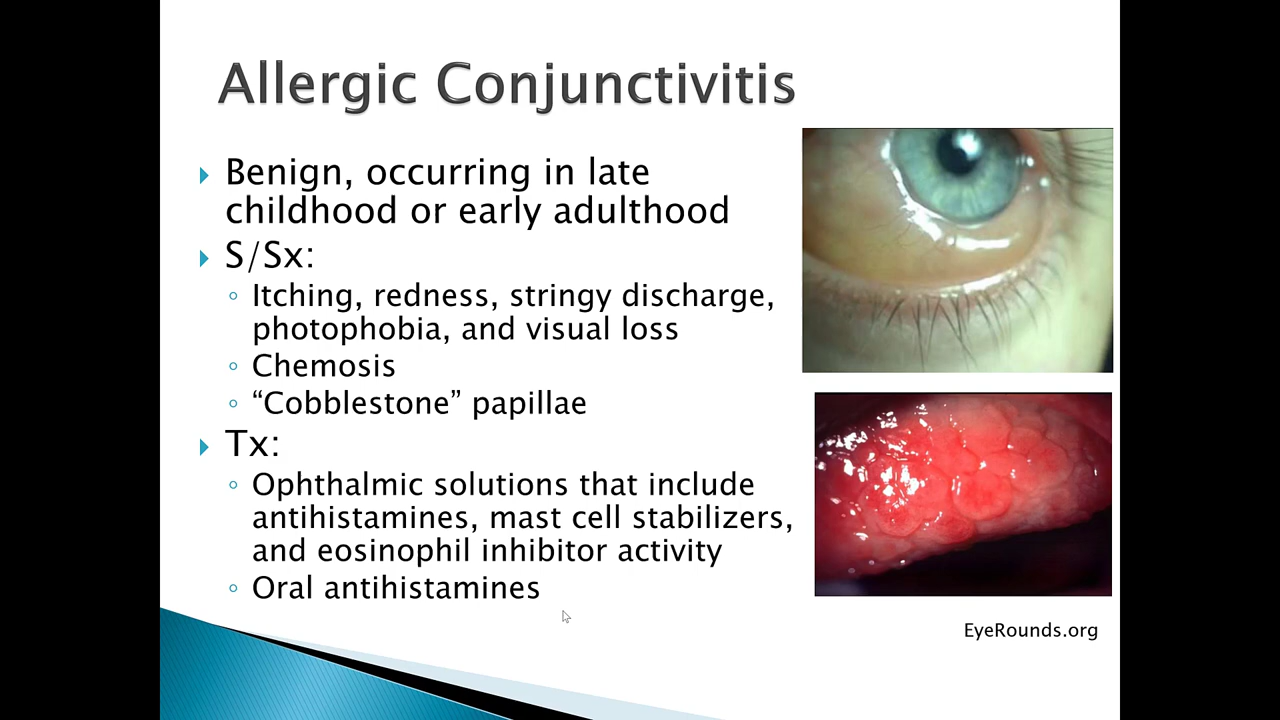 Allergic Conjunctivitis
Benign, occurring in late
childhood or early adulthood
S/Sx:
Itching, redness, stringy discharge,
photophobia, and visual loss
Chemosis
“Cobblestone” papillae
Tx:
Ophthalmic solutions that include
antihistamines, mast cell stabilizers,
and eosinophil inhibitor activity
Oral antihistamines
EyeRounds.org